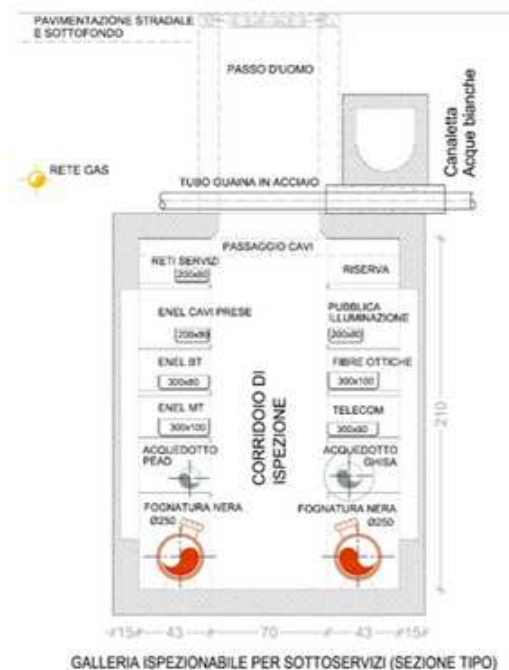 PAVIMENTAZIONE STRADALE
E SOTTOFONDO
PASSO D'UOMO
Canaletta
Acque bianche
RETE GAS
TUBO GUAINA IN ACCIAIO
PASSAGGIO CAVI
RETI SERVIZI
200x80
RISERVA
ENEL CAVI PRESE
200x80
PUBBLICA
ILLUMINAZIONE
200x80
ENEL BT
300x80
FIBRE OTTICHE
300x100
ENEL MT
300x100
TELECOM
300x80
CORRIDOIO DI
ISPEZIONE
ACQUEDOTTO
PEAD
ACQUEDOTTO
GHISA
FOGNATURA NERA
Ø250
FOGNATURA NERA
Ø250
210
15 43 70 43 15
GALLERIA ISPEZIONABILE PER SOTTOSERVIZI (SEZIONE TIPO)